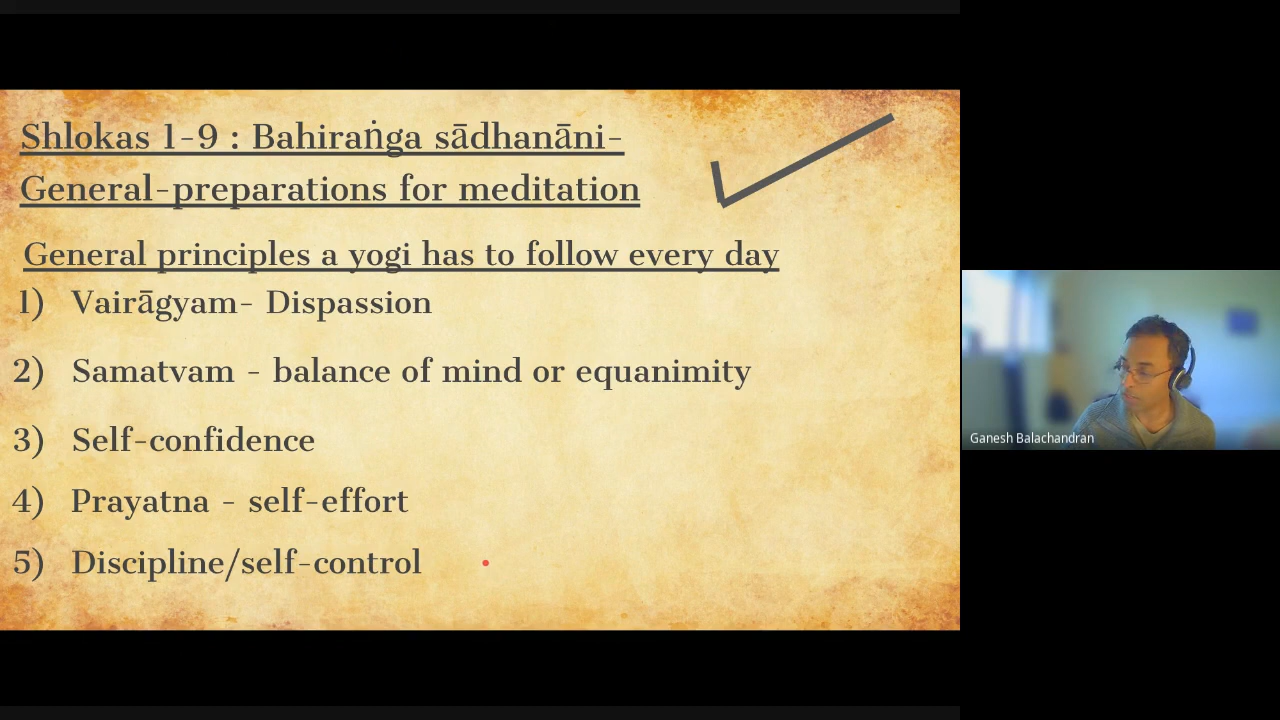 Shlokas 1-9 : Bahiraṅga sādhanāni-
General-preparations for meditation
General principles a yogi has to follow every day
1) Vairāgyam- Dispassion
2) Samatvam - balance of mind or equanimity
3) Self-confidence
4) Prayatna - self-effort
5) Discipline/self-control
Ganesh Balachandran